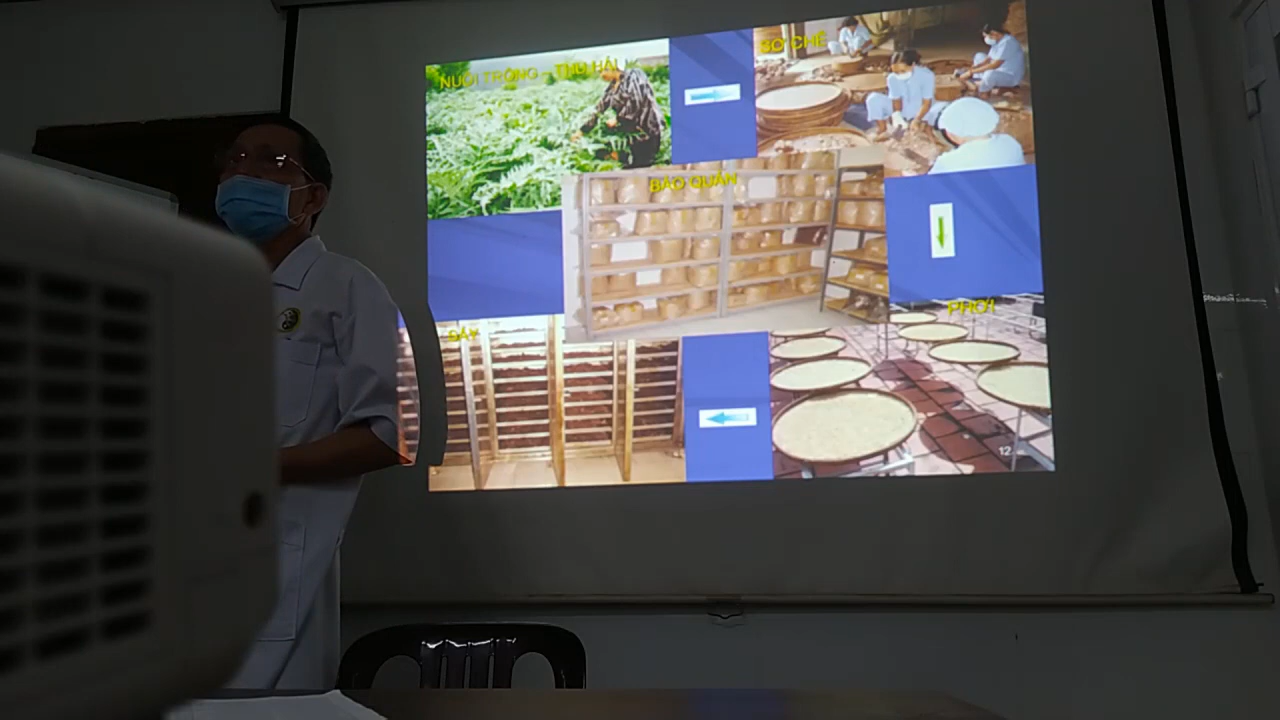 NUÔI TRỒNG - THU HÁI
SƠ CHẾ
BẢO QUẢN
PHƠI
SẤY
12